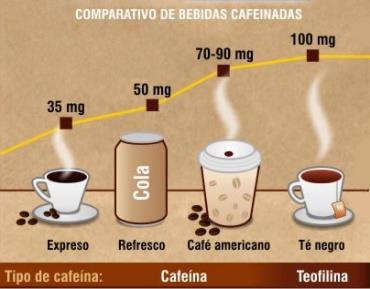 COMPARATIVO DE BEBIDAS CAFEINADAS
35 mg
50 mg
70-90 mg
100 mg
Cola
Expreso
Refresco
Café americano
Té negro
Tipo de cafeína:
Cafeína
Teofilina